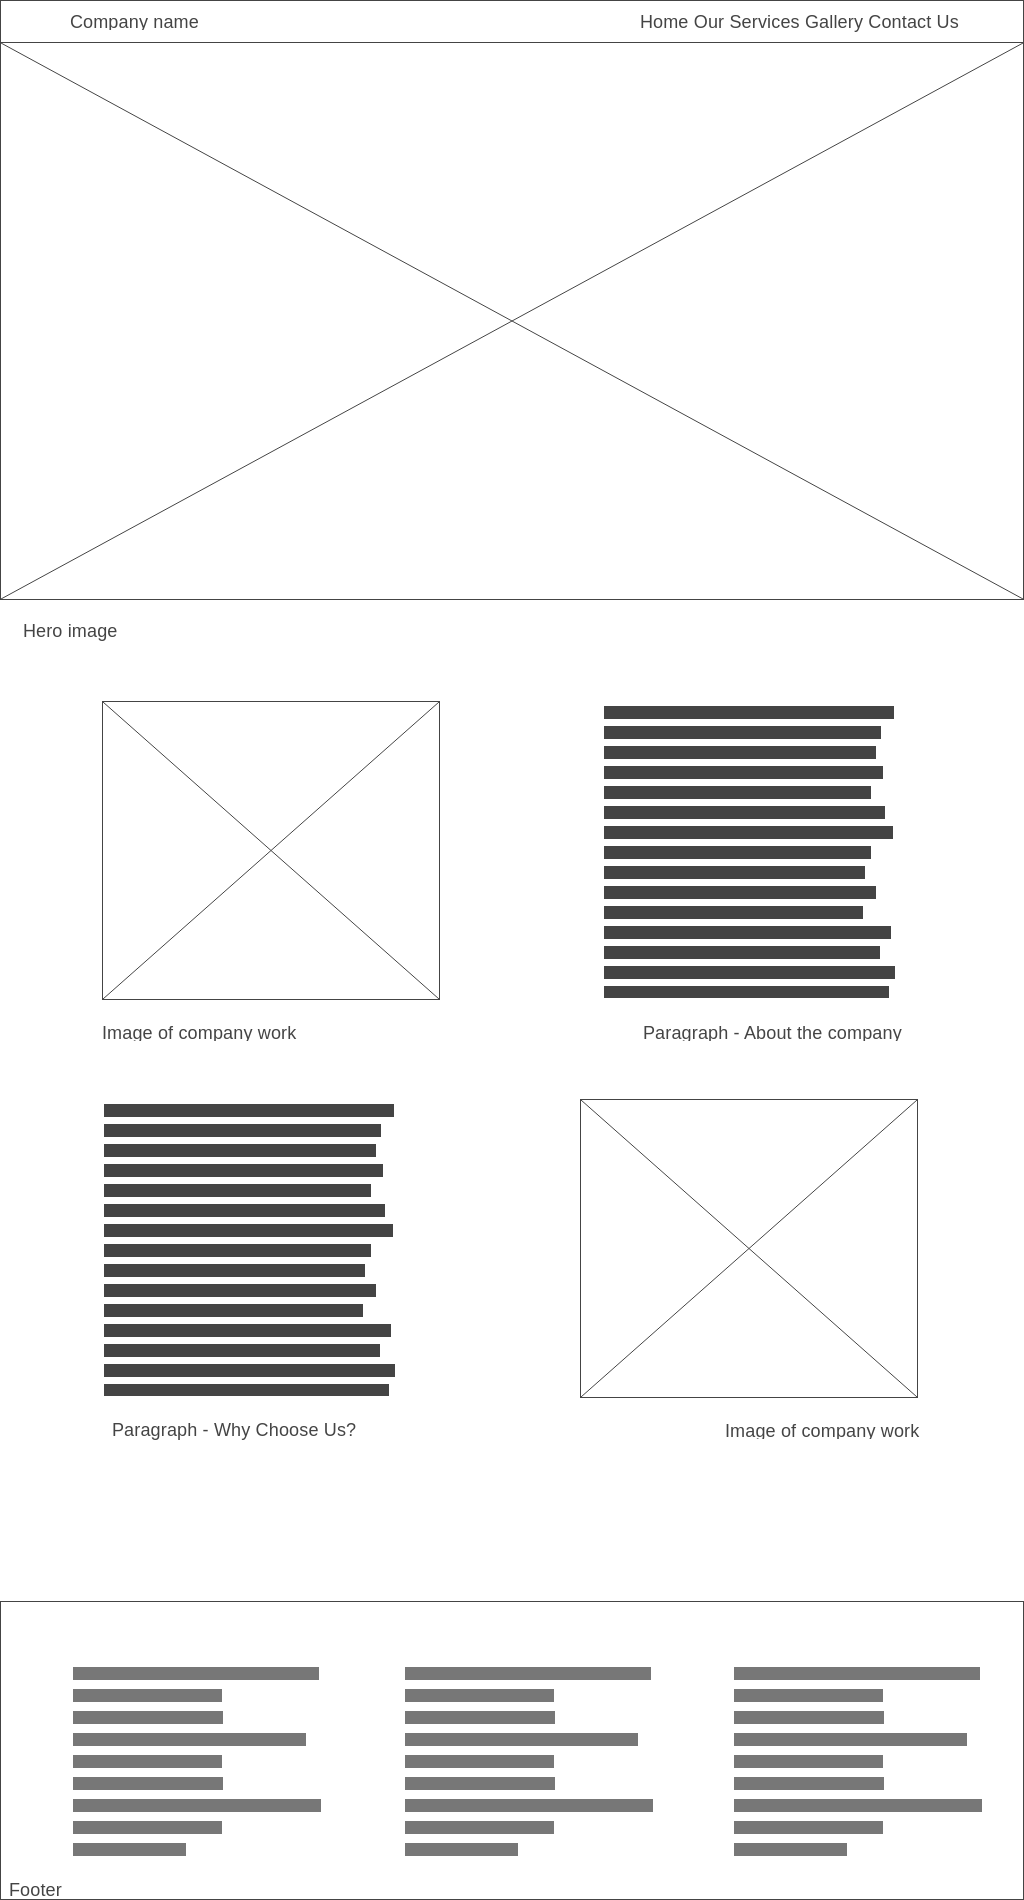 Company name
Home Our Services Gallery Contact Us
Hero image
Image of company work
Paragraph - About the company
Paragraph - Why Choose Us?
Image of company work
Footer